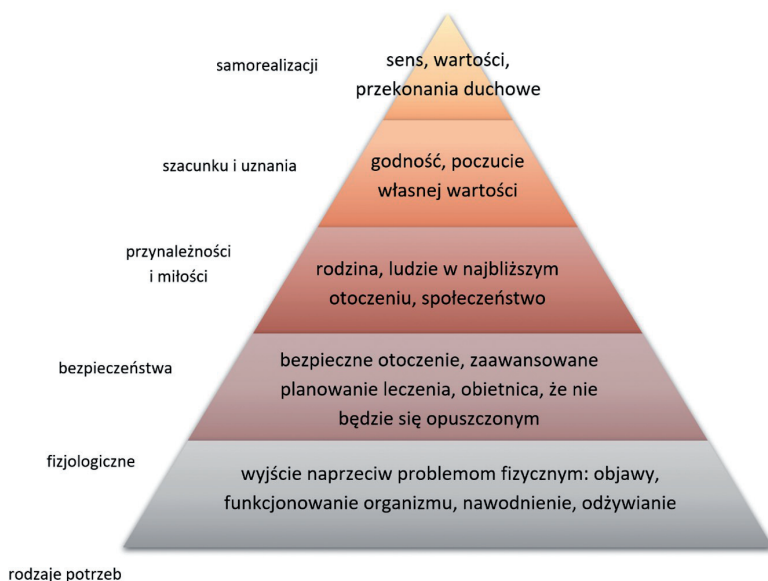 samorealizacji
sens, wartości,
przekonania duchowe
szacunku i uznania
godność, poczucie
własnej wartości
przynależności
i miłości
rodzina, ludzie w najbliższym
otoczeniu, społeczeństwo
bezpieczeństwa
bezpieczne otoczenie, zaawansowane
planowanie leczenia, obietnica, że nie
będzie się opuszczonym
fizjologiczne
wyjście naprzeciw problemom fizycznym: objawy,
funkcjonowanie organizmu, nawodnienie, odżywianie
rodzaje potrzeb